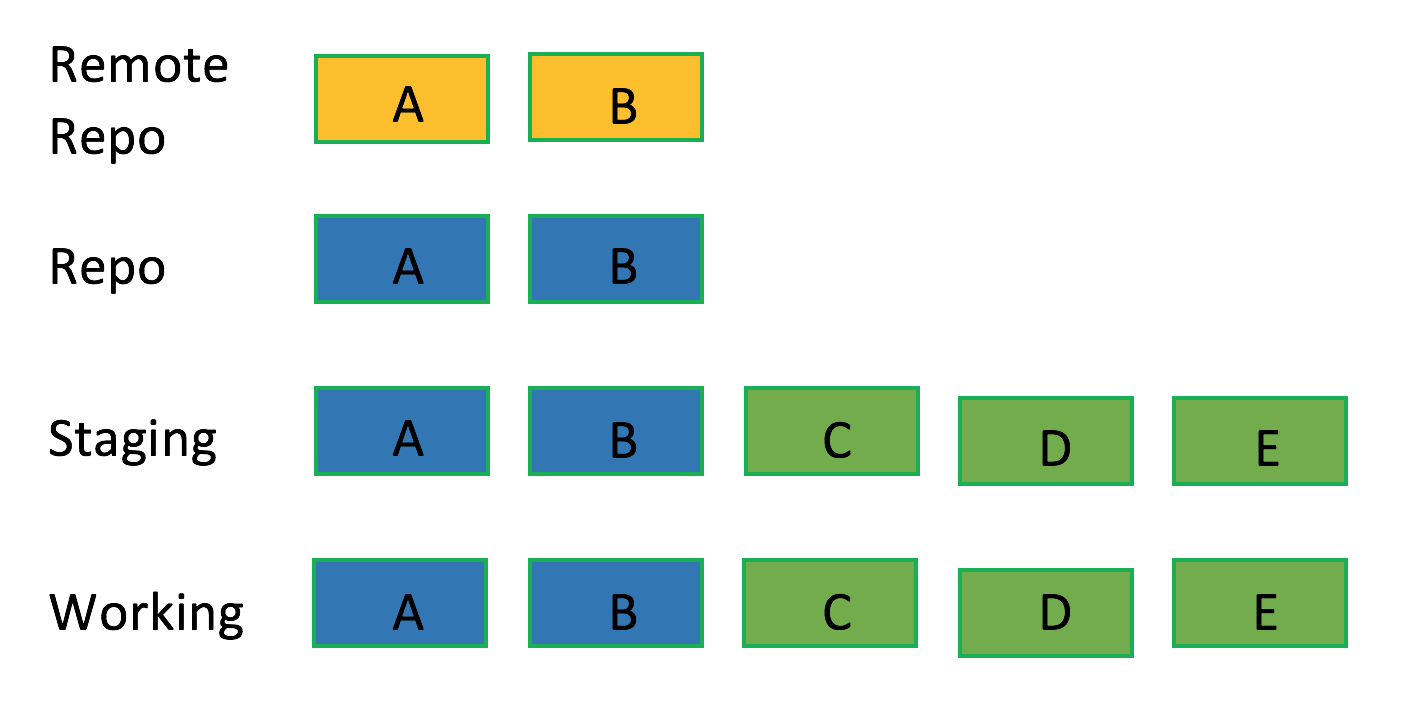 Remote
Repo
A B
Repo A B
Staging A B C D E
Working A B C D E